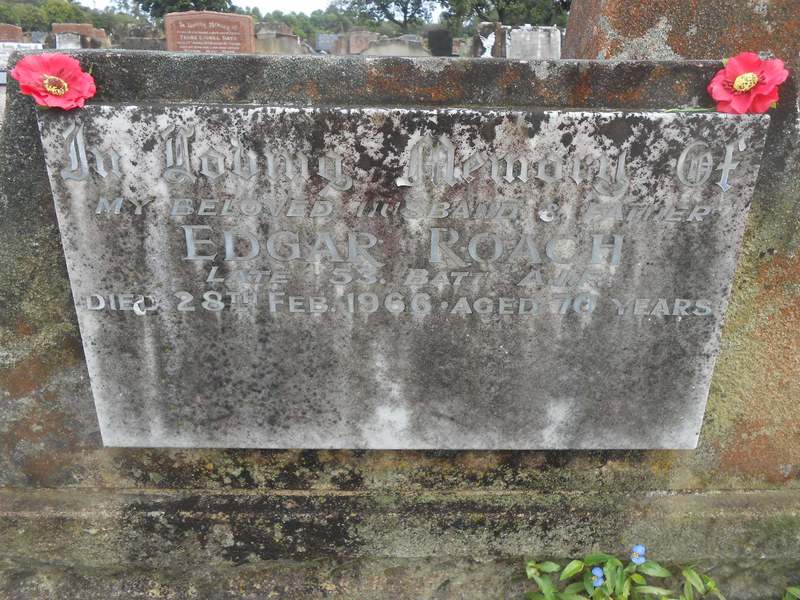 In Loving Memory Of
MY BELOVED HUSBAND & FATHER
EDGAR ROACH
LATE 53. BATT. A.I.F.
DIED 28TH FEB. 1966 · AGED 70 YEARS